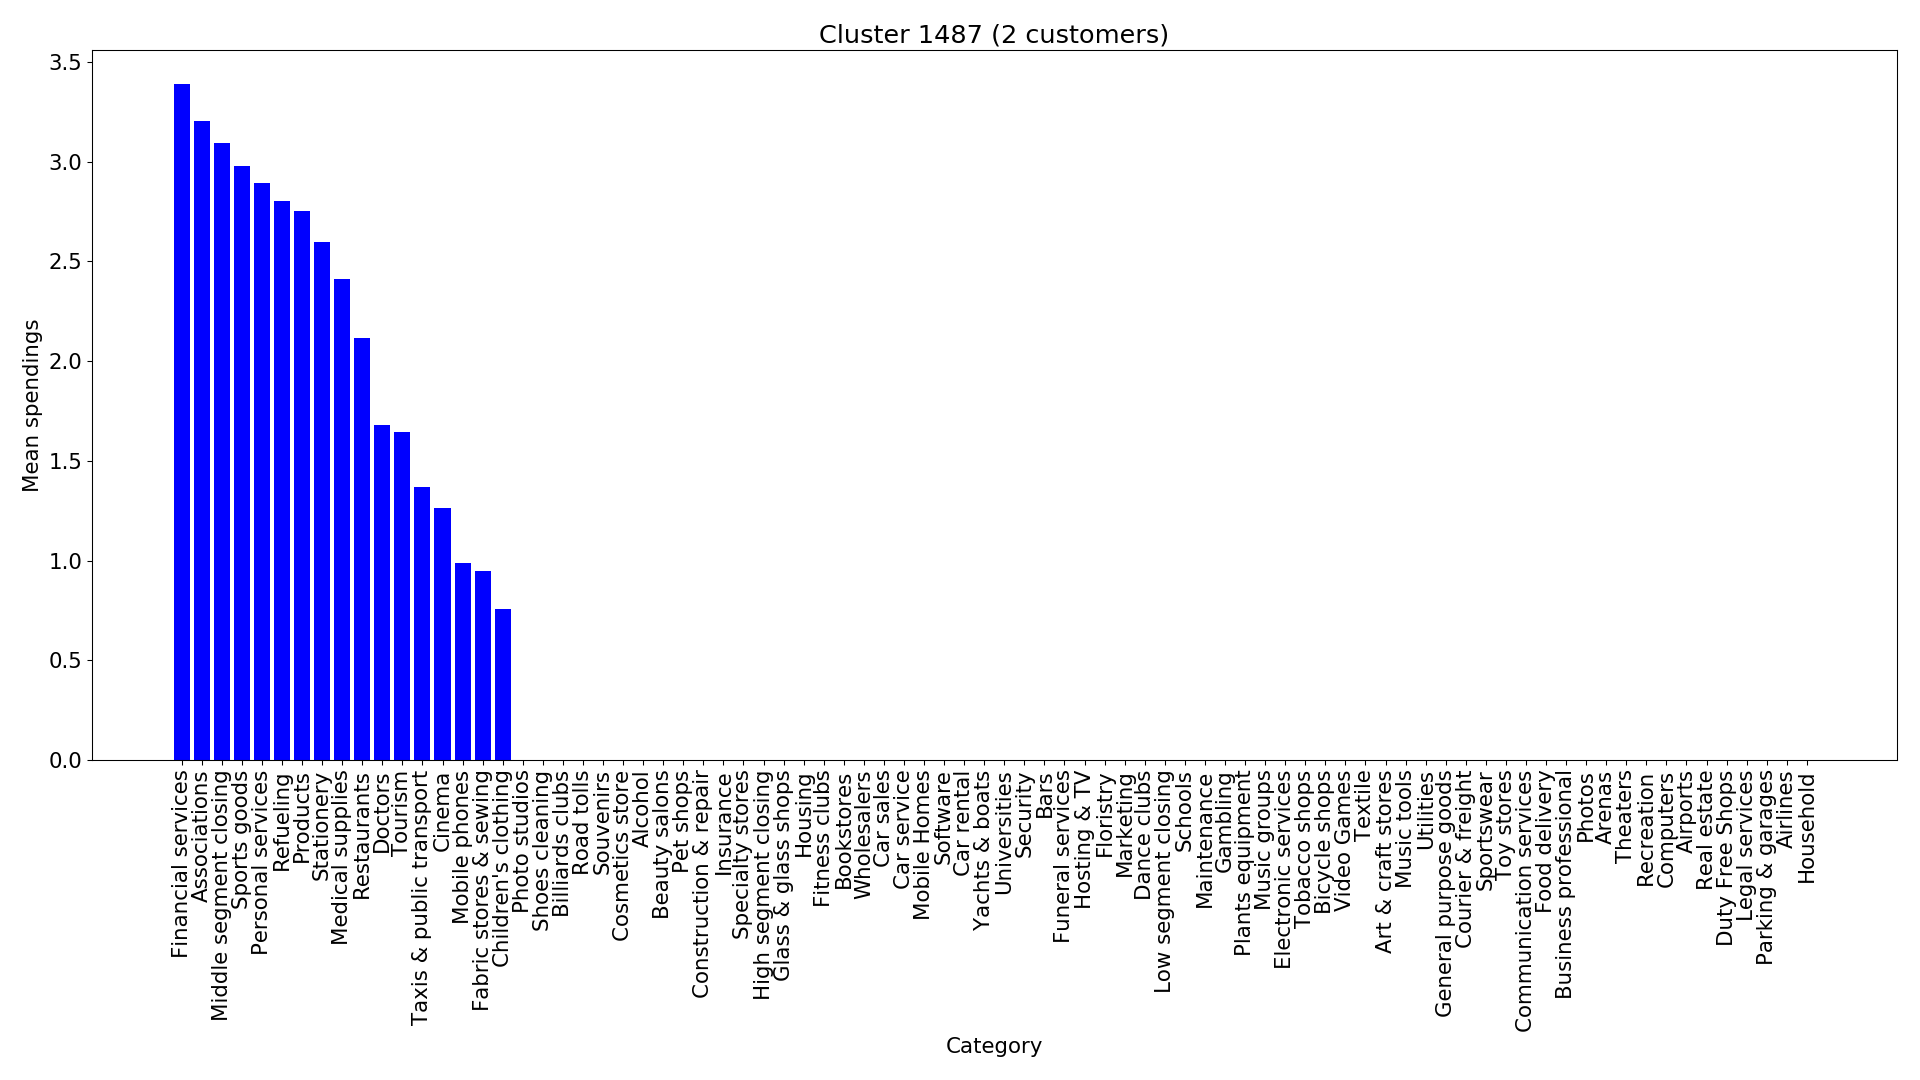 Cluster 1487 (2 customers)
3.5
3.0
2.5
2.0
1.5
1.0
0.5
0.0
Mean spendings
Financial services
Associations
Middle segment closing
Sports goods
Personal services
Refueling
Products
Stationery
Medical supplies
Restaurants
Doctors
Tourism
Taxis & public transport
Cinema
Mobile phones
Fabric stores & sewing
Children's clothing
Photo studios
Shoes cleaning
Billiards clubs
Road tolls
Souvenirs
Cosmetics store
Alcohol
Beauty salons
Pet shops
Construction & repair
Insurance
Specialty stores
High segment closing
Glass & glass shops
Housing
Fitness clubs
Bookstores
Wholesalers
Car sales
Car service
Mobile Homes
Software
Car rental
Yachts & boats
Universities
Security
Bars
Funeral services
Hosting & TV
Floristry
Marketing
Dance clubs
Low segment closing
Schools
Maintenance
Gambling
Plants equipment
Music groups
Electronic services
Tobacco shops
Bicycle shops
Video Games
Textile
Art & craft stores
Music tools
Utilities
General purpose goods
Courier & freight
Sportswear
Toy stores
Communication services
Food delivery
Business professional
Photos
Arenas
Theaters
Recreation
Computers
Airports
Real estate
Duty Free Shops
Legal services
Parking & garages
Airlines
Household
Category